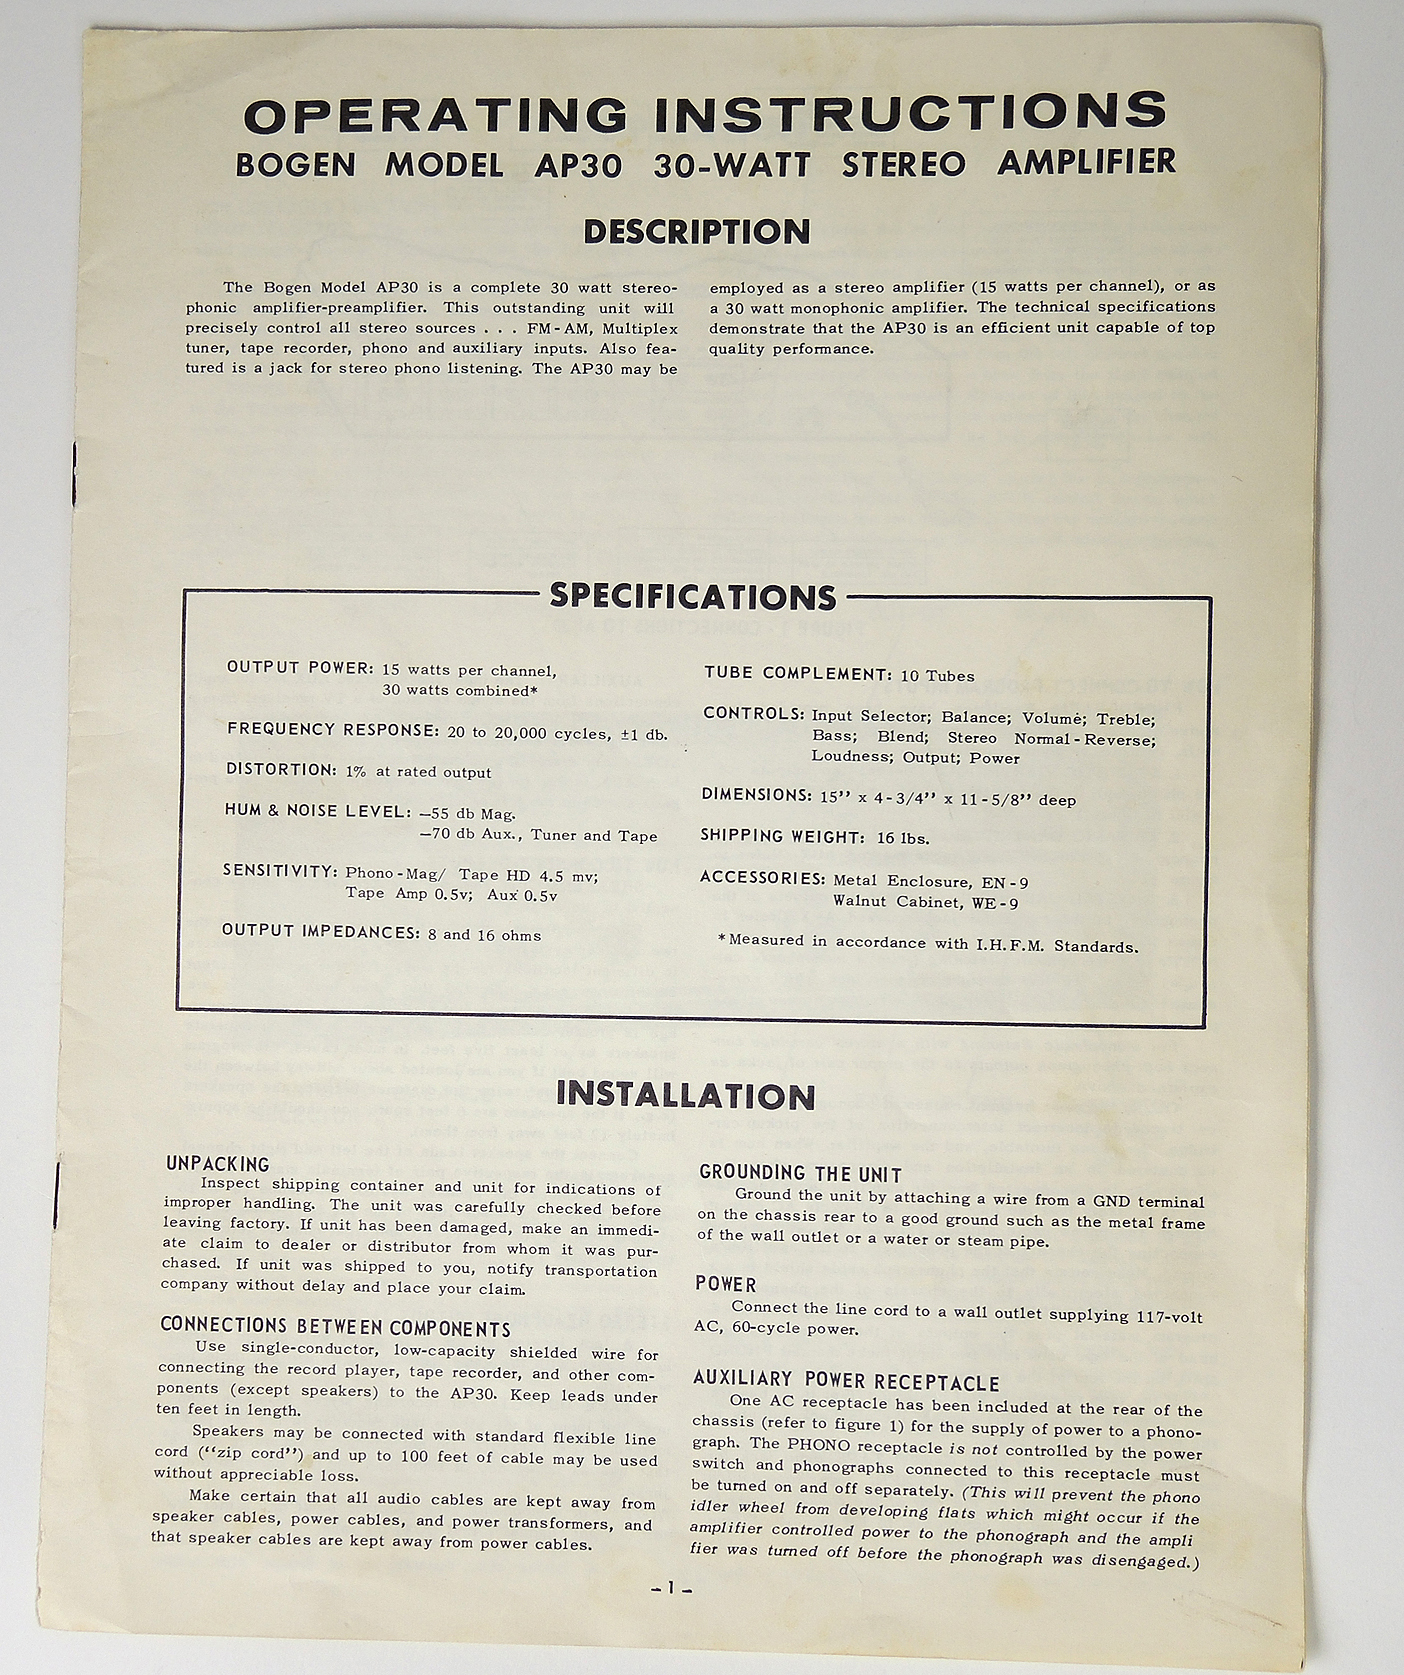 OPERATING INSTRUCTIONS
BOGEN MODEL AP30 30-WATT STEREO AMPLIFIER
DESCRIPTION
The Bogen Model AP30 is a complete 30 watt stereo-
phonic amplifier-preamplifier. This outstanding unit will
precisely control all stereo sources . . . FM-AM, Multiplex
tuner, tape recorder, phono and auxiliary inputs. Also fea-
tured is a jack for stereo phono listening. The AP30 may be
employed as a stereo amplifier (15 watts per channel), or as
a 30 watt monophonic amplifier. The technical specifications
demonstrate that the AP30 is an efficient unit capable of top
quality performance.
SPECIFICATIONS
OUTPUT POWER: 15 watts per channel,
30 watts combined*
FREQUENCY RESPONSE: 20 to 20,000 cycles, ±1 db.
DISTORTION: 1% at rated output
HUM & NOISE LEVEL: —55 db Mag.
—70 db Aux., Tuner and Tape
SENSITIVITY: Phono-Mag/ Tape HD 4.5 mv;
Tape Amp 0.5v; Aux 0.5v
OUTPUT IMPEDANCES: 8 and 16 ohms
TUBE COMPLEMENT: 10 Tubes
CONTROLS: Input Selector; Balance; Volume; Treble;
Bass; Blend; Stereo Normal-Reverse;
Loudness; Output; Power
DIMENSIONS: 15” x 4-3/4” x 11-5/8” deep
SHIPPING WEIGHT: 16 lbs.
ACCESSORIES: Metal Enclosure, EN-9
Walnut Cabinet, WE-9
*Measured in accordance with I.H.F.M. Standards.
INSTALLATION
UNPACKING
Inspect shipping container and unit for indications of
improper handling. The unit was carefully checked before
leaving factory. If unit has been damaged, make an immedi-
ate claim to dealer or distributor from whom it was pur-
chased. If unit was shipped to you, notify transportation
company without delay and place your claim.
CONNECTIONS BETWEEN COMPONENTS
Use single-conductor, low-capacity shielded wire for
connecting the record player, tape recorder, and other com-
ponents (except speakers) to the AP30. Keep leads under
ten feet in length.
Speakers may be connected with standard flexible line
cord (“zip cord”) and up to 100 feet of cable may be used
without appreciable loss.
Make certain that all audio cables are kept away from
speaker cables, power cables, and power transformers, and
that speaker cables are kept away from power cables.
GROUNDING THE UNIT
Ground the unit by attaching a wire from a GND terminal
on the chassis rear to a good ground such as the metal frame
of the wall outlet or a water or steam pipe.
POWER
Connect the line cord to a wall outlet supplying 117-volt
AC, 60-cycle power.
AUXILIARY POWER RECEPTACLE
One AC receptacle has been included at the rear of the
chassis (refer to figure 1) for the supply of power to a phono-
graph. The PHONO receptacle is not controlled by the power
switch and phonographs connected to this receptacle must
be turned on and off separately. (This will prevent the phono
idler wheel from developing flats which might occur if the
amplifier controlled power to the phonograph and the ampli
fier was turned off before the phonograph was disengaged.)
-1-